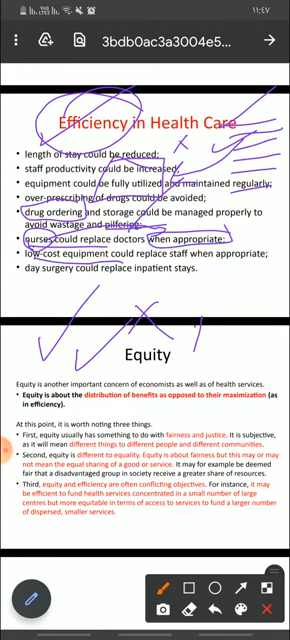 ١١:٤٧
3bdb0ac3a3004e5...
Efficiency in Health Care
• length of stay could be reduced;
• staff productivity could be increased;
• equipment could be fully utilized and maintained regularly;
• over-prescribing of drugs could be avoided;
• drug ordering and storage could be managed properly to
avoid wastage and pilfering;
• nurses could replace doctors when appropriate;
• low-cost equipment could replace staff when appropriate;
• day surgery could replace inpatient stays.
Equity
Equity is another important concern of economists as well as of health services.
• Equity is about the distribution of benefits as opposed to their maximization (as
in efficiency).
At this point, it is worth noting three things.
• First, equity usually has something to do with fairness and justice. It is subjective,
as it will mean different things to different people and different communities.
• Second, equity is different to equality. Equity is about fairness but this may or may
not mean the equal sharing of a good or service. It may for example be deemed
fair that a disadvantaged group in society receive a greater share of resources.
• Third, equity and efficiency are often conflicting objectives. For instance, it may
be efficient to fund health services concentrated in a small number of large
centres but more equitable in terms of access to services to fund a larger number
of dispersed, smaller services.